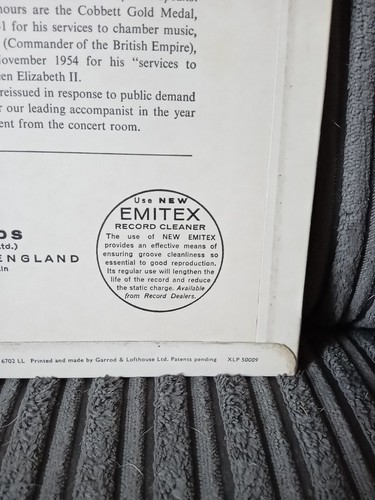 hours are the Cobbett Gold Medal,
1 for his services to chamber music,
(Commander of the British Empire),
November 1954 for his "services to
en Elizabeth II.
reissued in response to public demand
r our leading accompanist in the year
ent from the concert room.
DS
td.)
ENGLAND
in
Use NEW
EMITEX
RECORD CLEANER
The use of NEW EMITEX
provides an effective means of
ensuring groove cleanliness so
essential to good reproduction.
Its regular use will lengthen the
life of the record and reduce
the static charge. Available
from Record Dealers.
6702 LL Printed and made by Garrod & Lofthouse Ltd. Patents pending XLP 50009